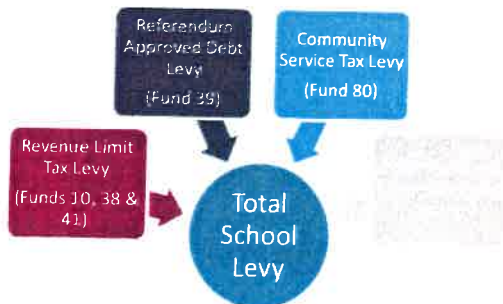 Referendum
Approved Debt
Levy
(Fund 39)
Community
Service Tax Levy
(Fund 80)
Revenue Limit
Tax Levy
(Funds 10, 38 &
41)
Total
School
Levy